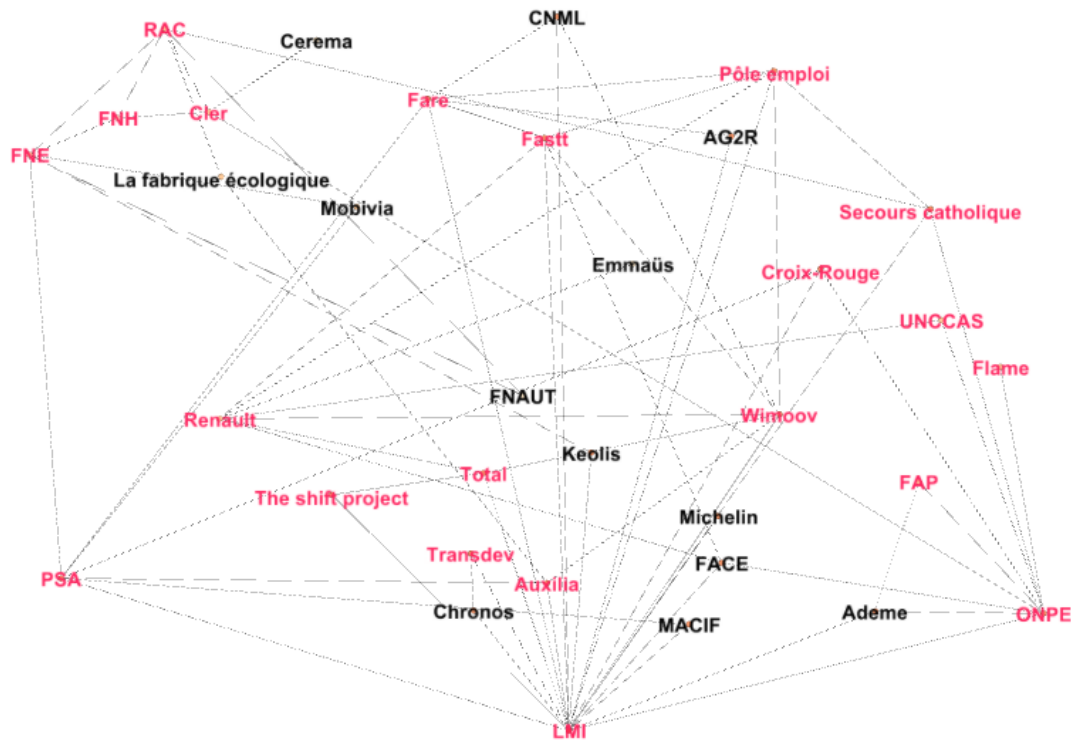 CNML
RAC
Cerema
Pôle emploi
Fare
Cler
FNH
AG2R
Fastt
FNE
La fabrique écologique
Mobivia
Secours catholique
Emmaüs
Croix-Rouge
UNCCAS
Flame
FNAUT
Renault
Wimoov
Keolis
Total
FAP
The shift project
Michelin
Transdev
FACE
PSA
Auxilia
Chronos
Ademe
ONPE
MACIF
LMI